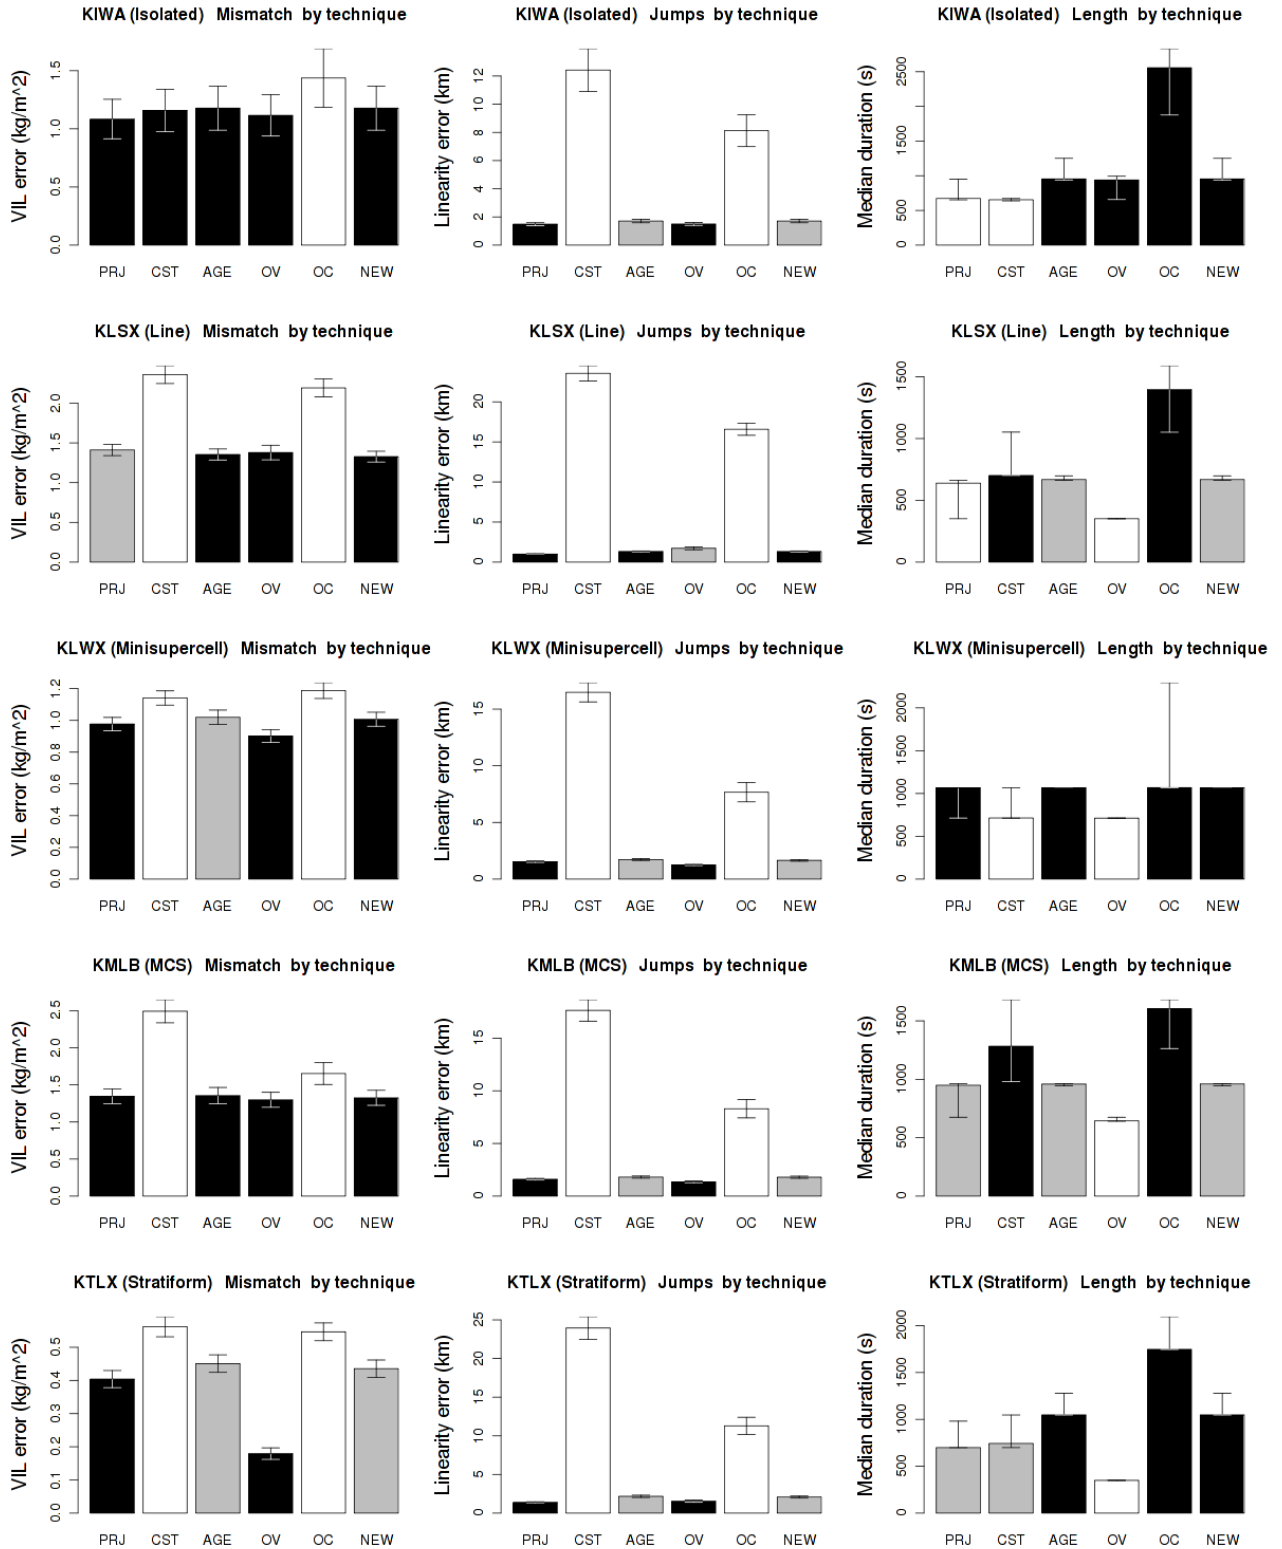 KIWA (Isolated) Mismatch by technique
VIL error (kg/m^2)
0.0 0.5 1.0 1.5
PRJ CST AGE OV OC NEW
KIWA (Isolated) Jumps by technique
Linearity error (km)
0 2 4 6 8 10 12
PRJ CST AGE OV OC NEW
KIWA (Isolated) Length by technique
Median duration (s)
0 500 1500 2500
PRJ CST AGE OV OC NEW
KLSX (Line) Mismatch by technique
VIL error (kg/m^2)
0.0 0.5 1.0 1.5 2.0
PRJ CST AGE OV OC NEW
KLSX (Line) Jumps by technique
Linearity error (km)
0 5 10 15 20
PRJ CST AGE OV OC NEW
KLSX (Line) Length by technique
Median duration (s)
0 500 1000 1500
PRJ CST AGE OV OC NEW
KLWX (Minisupercell) Mismatch by technique
VIL error (kg/m^2)
0.0 0.2 0.4 0.6 0.8 1.0 1.2
PRJ CST AGE OV OC NEW
KLWX (Minisupercell) Jumps by technique
Linearity error (km)
0 5 10 15
PRJ CST AGE OV OC NEW
KLWX (Minisupercell) Length by technique
Median duration (s)
0 500 1000 1500 2000
PRJ CST AGE OV OC NEW
KMLB (MCS) Mismatch by technique
VIL error (kg/m^2)
0.0 0.5 1.0 1.5 2.0 2.5
PRJ CST AGE OV OC NEW
KMLB (MCS) Jumps by technique
Linearity error (km)
0 5 10 15
PRJ CST AGE OV OC NEW
KMLB (MCS) Length by technique
Median duration (s)
0 500 1000 1500
PRJ CST AGE OV OC NEW
KTLX (Stratiform) Mismatch by technique
VIL error (kg/m^2)
0.0 0.1 0.2 0.3 0.4 0.5
PRJ CST AGE OV OC NEW
KTLX (Stratiform) Jumps by technique
Linearity error (km)
0 5 10 15 20 25
PRJ CST AGE OV OC NEW
KTLX (Stratiform) Length by technique
Median duration (s)
0 500 1000 1500 2000
PRJ CST AGE OV OC NEW